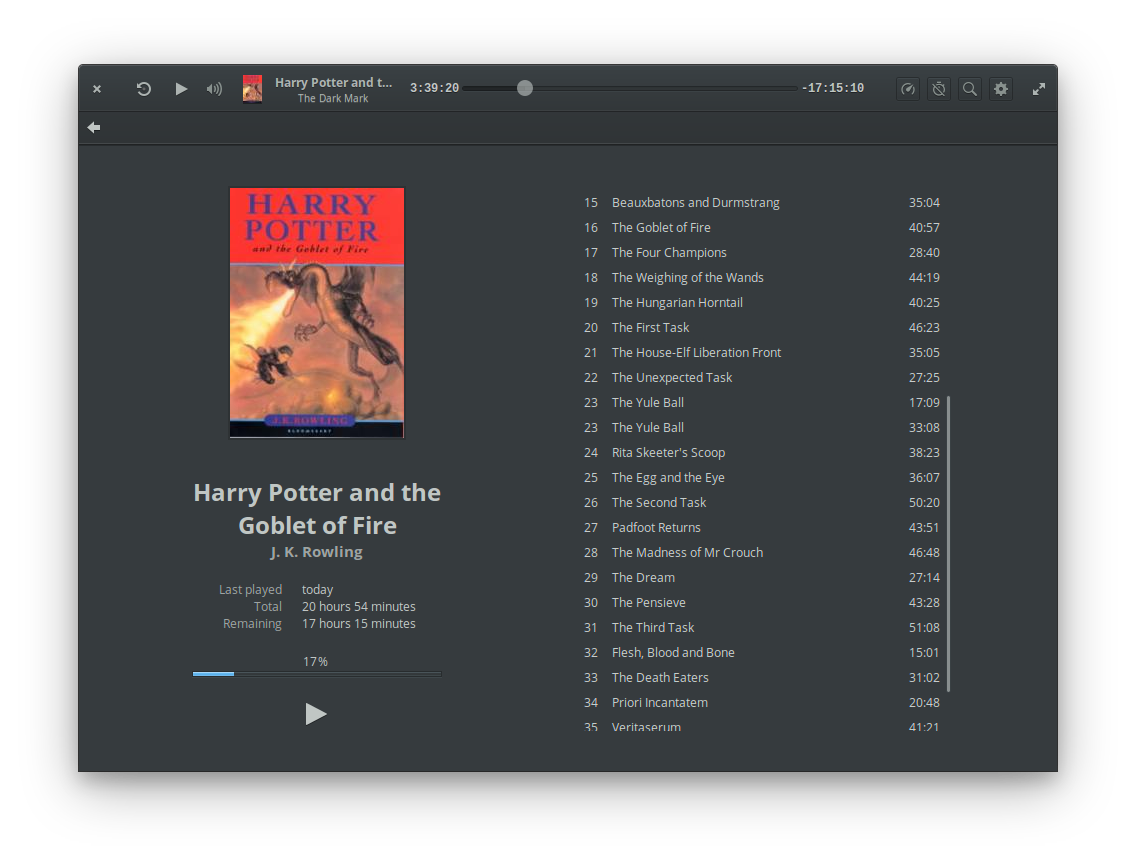 Harry Potter and t...
The Dark Mark
3:39:20
-17:15:10
HARRY
POTTER
and the Goblet of Fire
J.K.ROWLING
BLOOMSBURY
Harry Potter and the
Goblet of Fire
J. K. Rowling
Last played today
Total 20 hours 54 minutes
Remaining 17 hours 15 minutes
17%
15 Beauxbatons and Durmstrang 35:04
16 The Goblet of Fire 40:57
17 The Four Champions 28:40
18 The Weighing of the Wands 44:19
19 The Hungarian Horntail 40:25
20 The First Task 46:23
21 The House-Elf Liberation Front 35:05
22 The Unexpected Task 27:25
23 The Yule Ball 17:09
23 The Yule Ball 33:08
24 Rita Skeeter's Scoop 38:23
25 The Egg and the Eye 36:07
26 The Second Task 50:20
27 Padfoot Returns 43:51
28 The Madness of Mr Crouch 46:48
29 The Dream 27:14
30 The Pensieve 43:28
31 The Third Task 51:08
32 Flesh, Blood and Bone 15:01
33 The Death Eaters 31:02
34 Priori Incantatem 20:48
35 Veritaserum 41:21